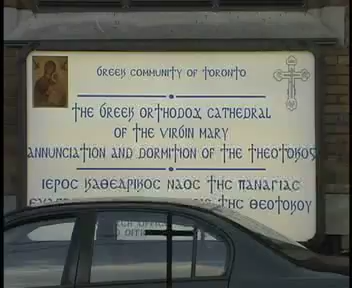 GREEK COMMUNITY OF TORONTO
THE GREEK ORTHODOX CATHEDRAL
OF THE VIRGIN MARY
ANNUNCIATION AND DORMITION OF THE THEOTOKOS
ΙΕΡΟΣ ΚΑΘΕΔΡΙΚΟΣ ΝΑΟΣ ΤΗΣ ΠΑΝΑΓΙΑΣ
ΤΗΣ ΘΕΟΤΟΚΟΥ